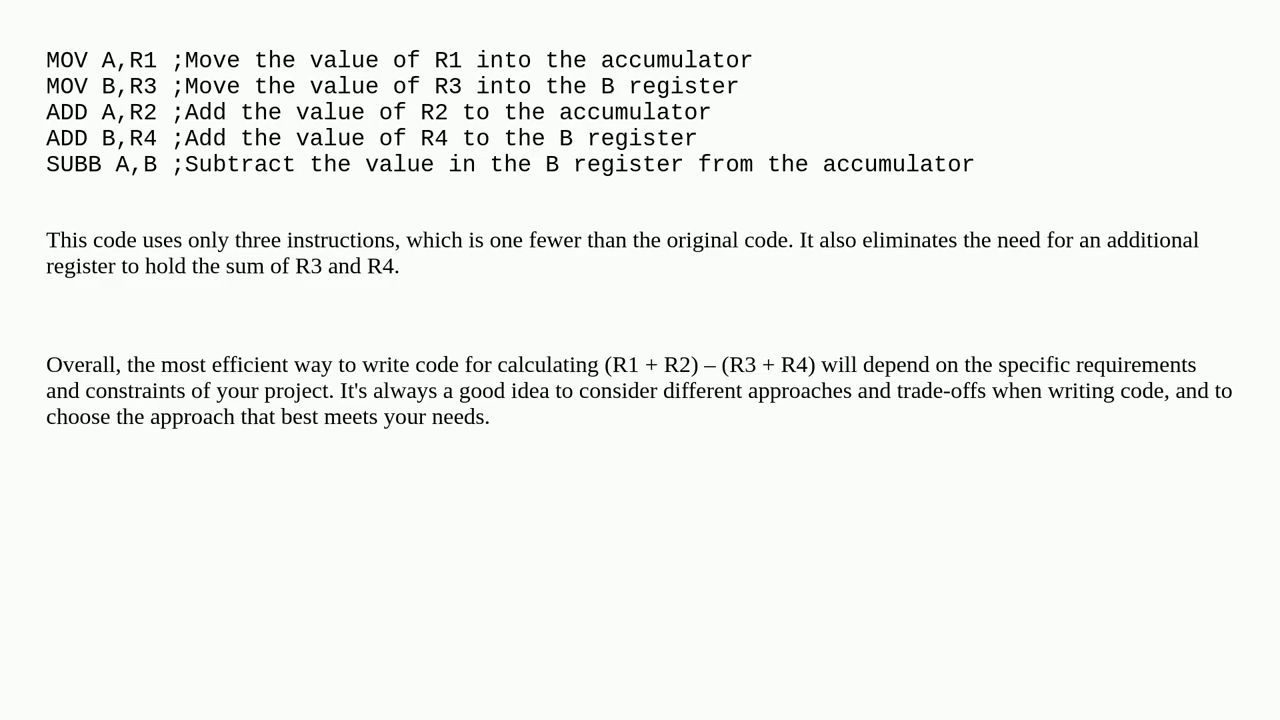 MOV A,R1 ;Move the value of R1 into the accumulator
MOV B,R3 ;Move the value of R3 into the B register
ADD A,R2 ;Add the value of R2 to the accumulator
ADD B,R4 ;Add the value of R4 to the B register
SUBB A,B ;Subtract the value in the B register from the accumulator
This code uses only three instructions, which is one fewer than the original code. It also eliminates the need for an additional
register to hold the sum of R3 and R4.
Overall, the most efficient way to write code for calculating (R1 + R2) – (R3 + R4) will depend on the specific requirements
and constraints of your project. It's always a good idea to consider different approaches and trade-offs when writing code, and to
choose the approach that best meets your needs.